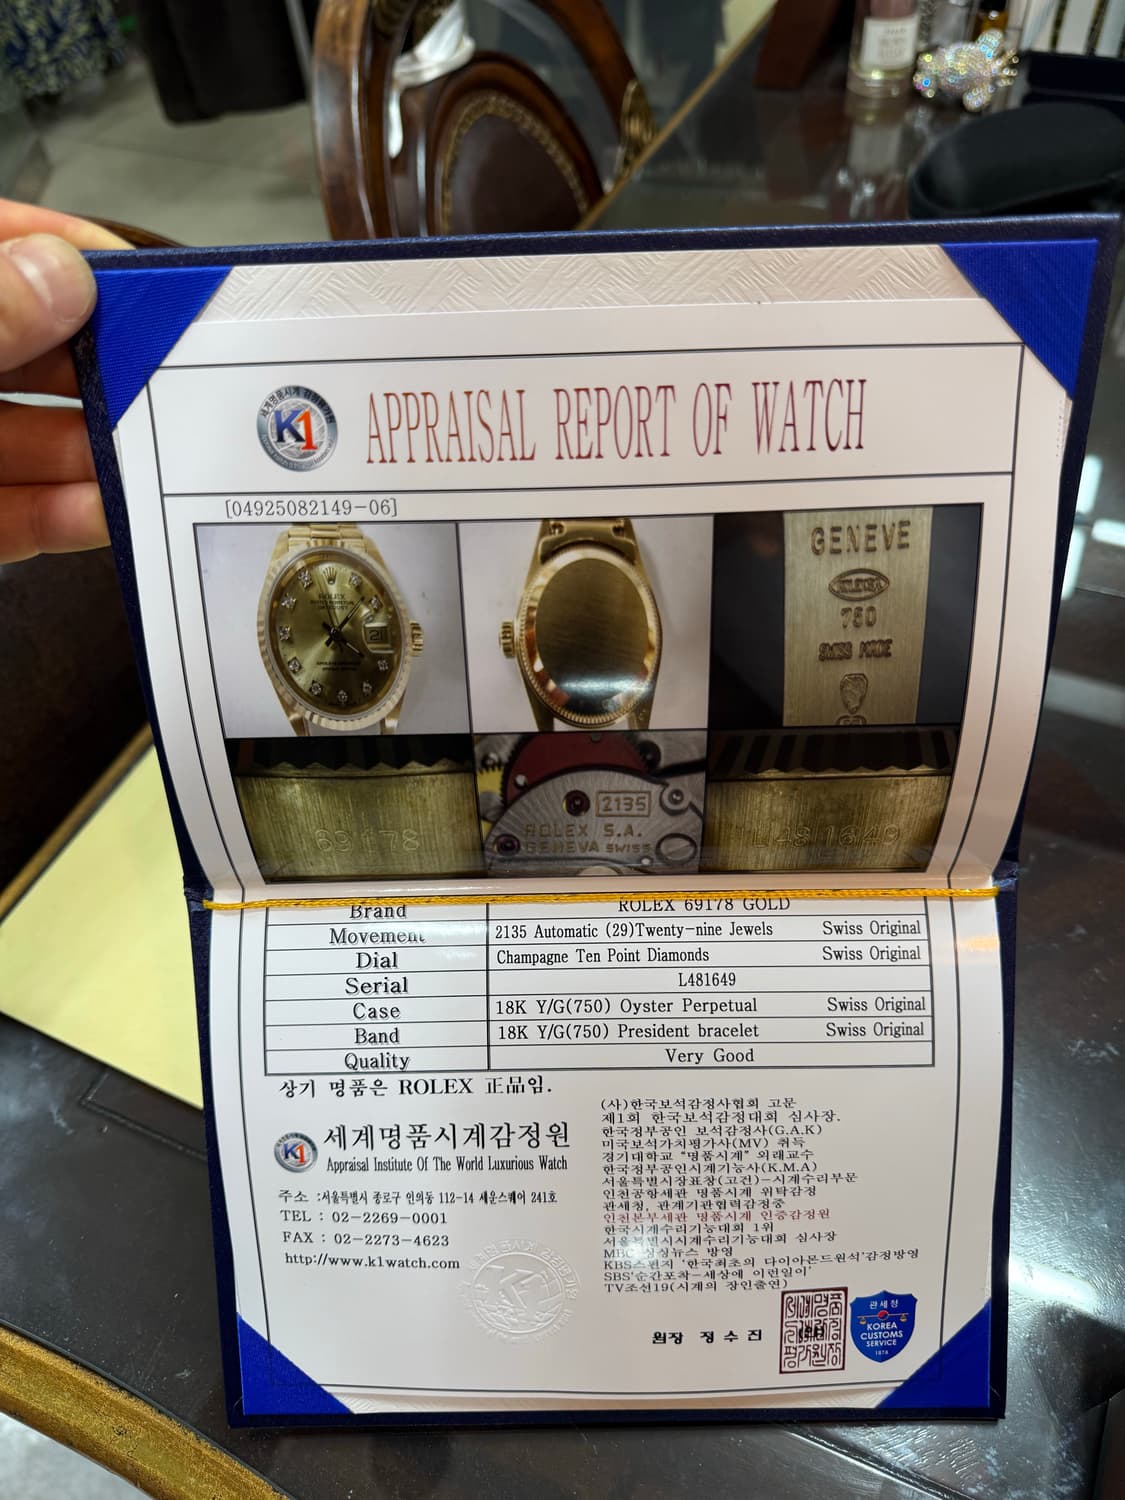 세계명품시계 감정원
K1
APPRAISAL REPORT OF WATCH
[04925082149-06]
ROLEX
GENEVE
750
SWISS MADE
69178
2135
ROLEX S.A.
GENEVA SWISS
L481649
Brand ROLEX 69178 GOLD
Movement 2135 Automatic (29)Twenty-nine Jewels Swiss Original
Dial Champagne Ten Point Diamonds Swiss Original
Serial L481649
Case 18K Y/G(750) Oyster Perpetual Swiss Original
Band 18K Y/G(750) President bracelet Swiss Original
Quality Very Good
상기 명품은 ROLEX 正品임.
K1 세계명품시계감정원
Appraisal Institute Of The World Luxurious Watch
주소 :서울특별시 종로구 인의동 112-14 세운스퀘어 241호
TEL : 02-2269-0001
FAX : 02-2273-4623
http://www.k1watch.com
(사)한국보석감정사협회 고문
제1회 한국보석감정대회 심사장.
한국정부공인 보석감정사(G.A.K)
미국보석가치평가사(MV) 취득
경기대학교 "명품시계" 외래교수
한국정부공인시계기능사(K.M.A)
서울특별시장표창(고건)-시계수리부문
인천공항세관 명품시계 위탁감정
관세청, 관계기관협력감정중
인천본부세관 명품시계 인증감정원
한국시계수리기능대회 1위
서울특별시시계수리기능대회 심사장
MBC 싱싱뉴스 방영
KBS스펀지 '한국최초의 다이아몬드원석'감정방영
SBS'순간포착-세상에 이런일이'
TV조선19(시계의 장인출연)
원장 정수진
관세청
KOREA
CUSTOMS
SERVICE
1878